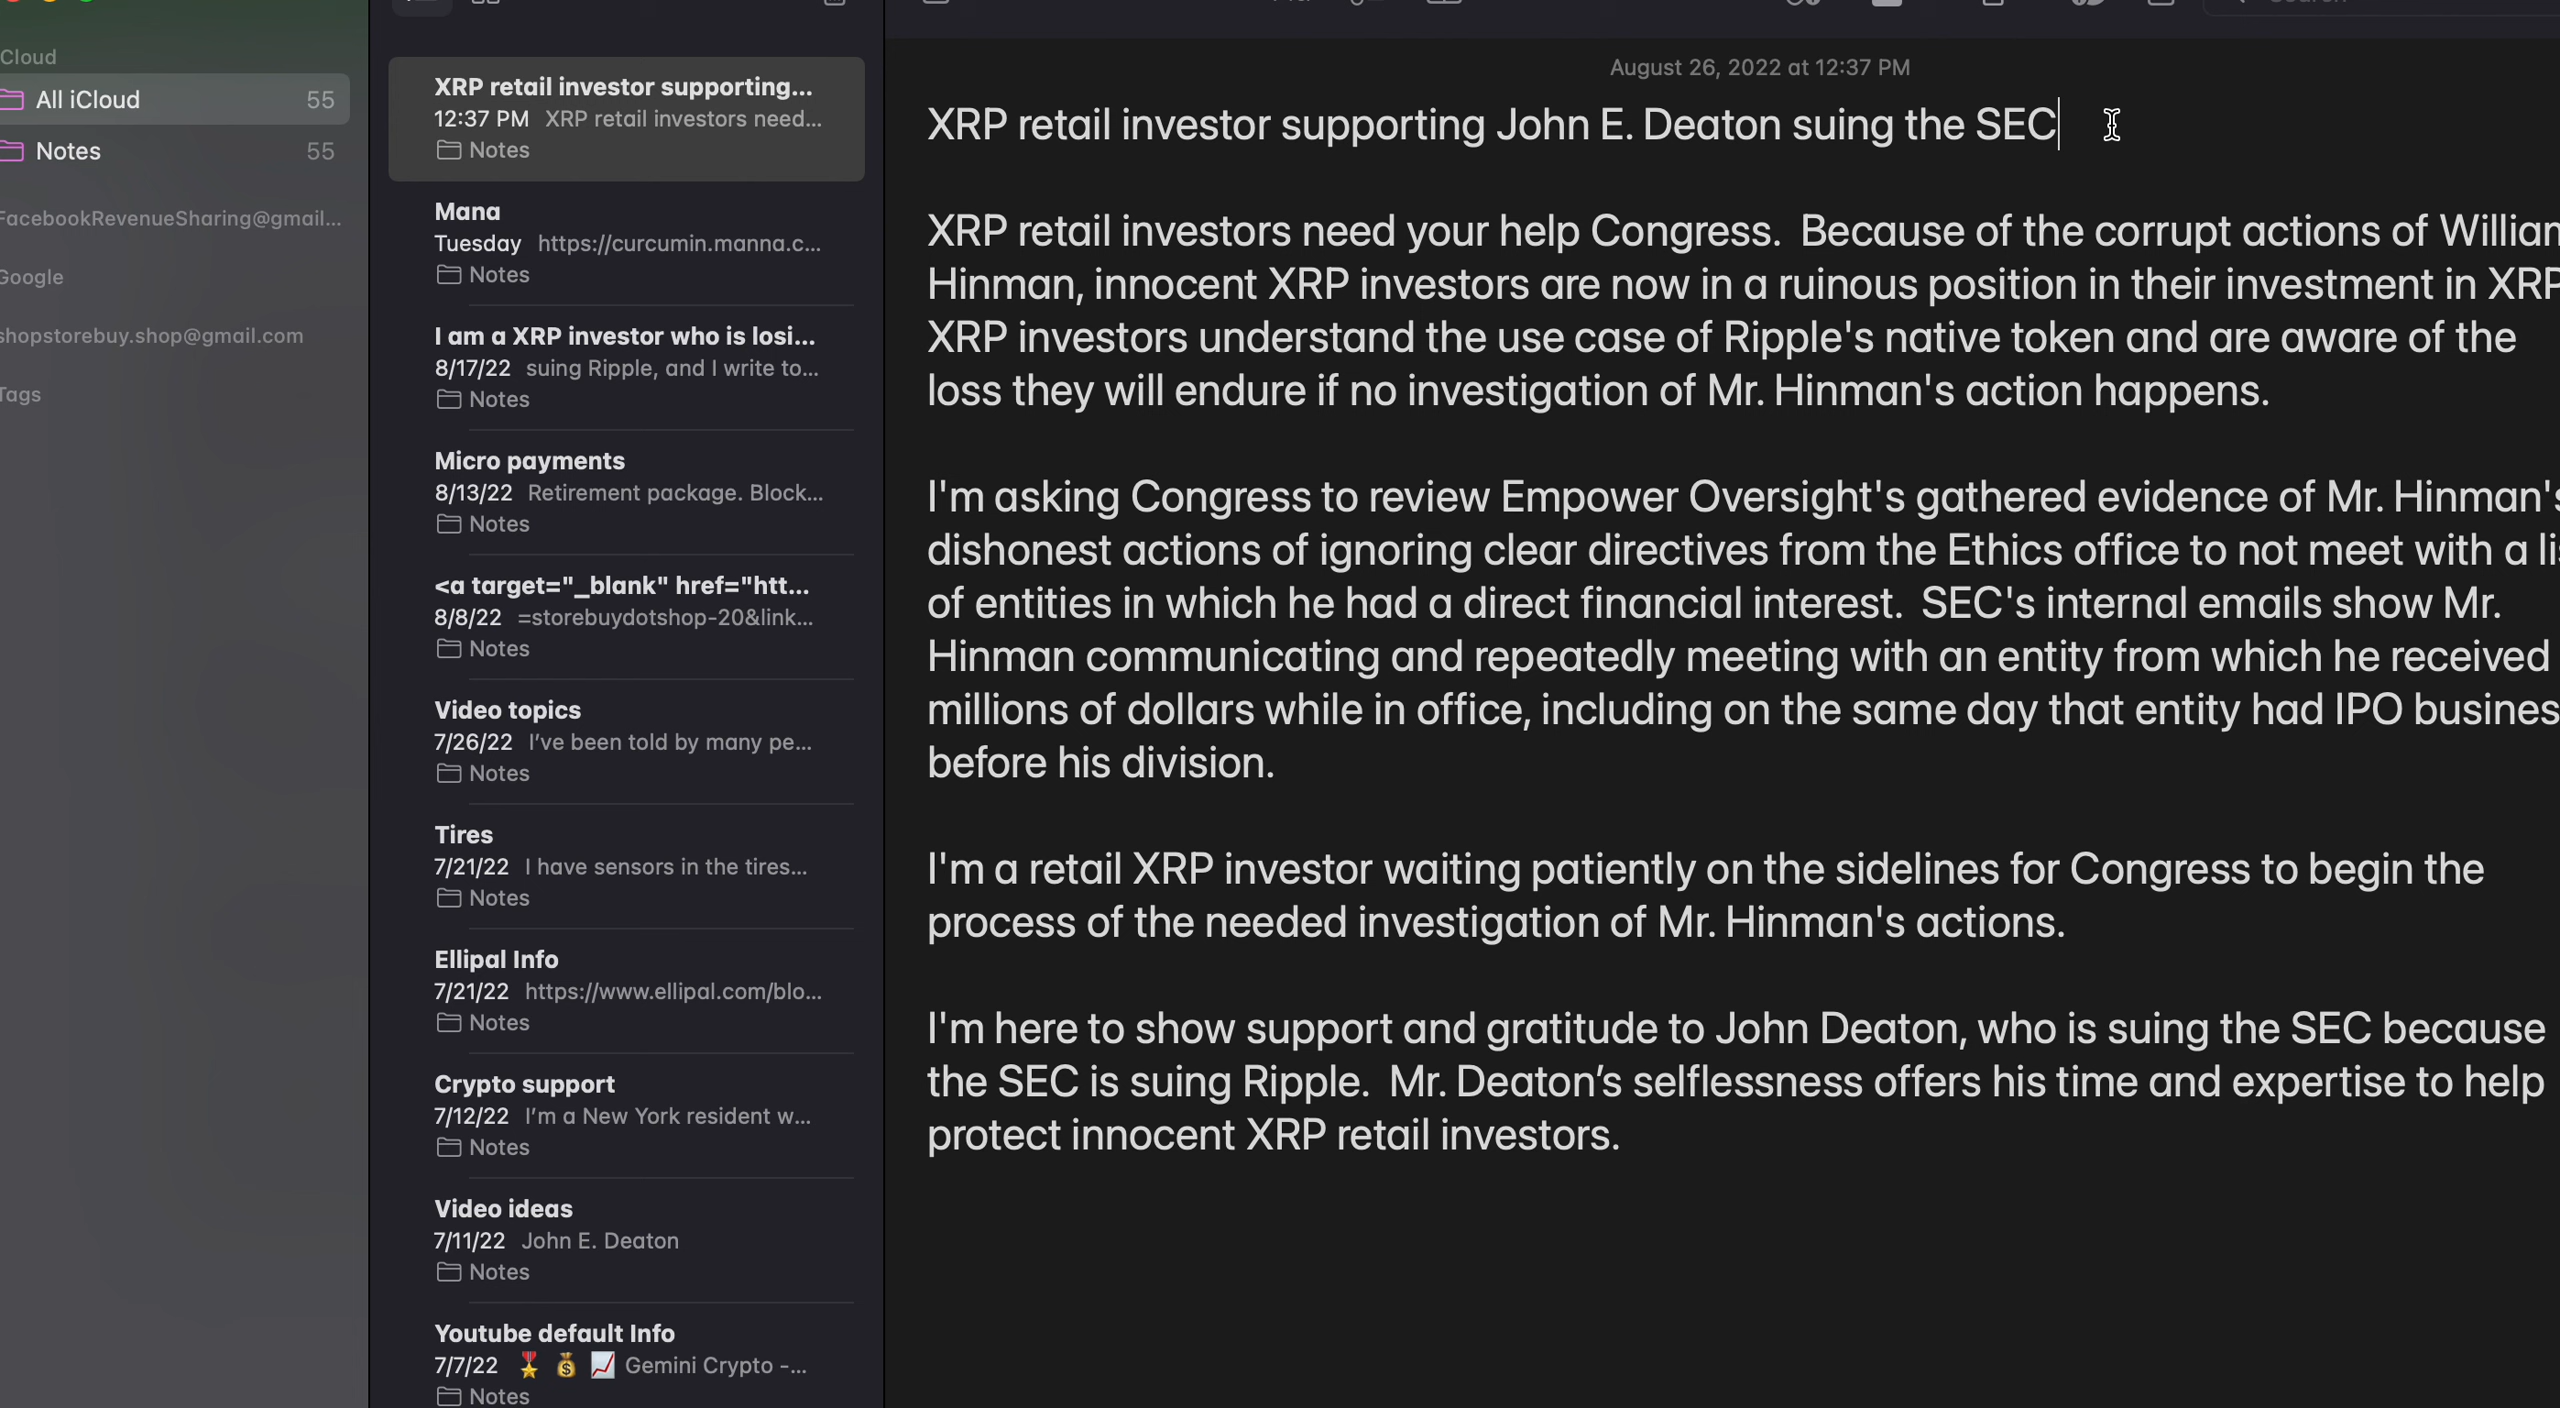 Cloud
All iCloud 55
Notes 55
FacebookRevenueSharing@gmail...
Google
shopstorebuy.shop@gmail.com
Tags
XRP retail investor supporting...
12:37 PM XRP retail investors need...
Notes
Mana
Tuesday https://curcumin.manna.c...
Notes
I am a XRP investor who is losi...
8/17/22 suing Ripple, and I write to...
Notes
Micro payments
8/13/22 Retirement package. Block...
Notes
<a target="_blank" href="htt...
8/8/22 =storebuydotshop-20&link...
Notes
Video topics
7/26/22 I've been told by many pe...
Notes
Tires
7/21/22 I have sensors in the tires...
Notes
Ellipal Info
7/21/22 https://www.ellipal.com/blo...
Notes
Crypto support
7/12/22 I'm a New York resident w...
Notes
Video ideas
7/11/22 John E. Deaton
Notes
Youtube default Info
7/7/22 🎖️ 💰 📈 Gemini Crypto -...
Notes
August 26, 2022 at 12:37 PM
XRP retail investor supporting John E. Deaton suing the SEC
XRP retail investors need your help Congress. Because of the corrupt actions of William
Hinman, innocent XRP investors are now in a ruinous position in their investment in XRP
XRP investors understand the use case of Ripple's native token and are aware of the
loss they will endure if no investigation of Mr. Hinman's action happens.
I'm asking Congress to review Empower Oversight's gathered evidence of Mr. Hinman's
dishonest actions of ignoring clear directives from the Ethics office to not meet with a li
of entities in which he had a direct financial interest. SEC's internal emails show Mr.
Hinman communicating and repeatedly meeting with an entity from which he received
millions of dollars while in office, including on the same day that entity had IPO busines
before his division.
I'm a retail XRP investor waiting patiently on the sidelines for Congress to begin the
process of the needed investigation of Mr. Hinman's actions.
I'm here to show support and gratitude to John Deaton, who is suing the SEC because
the SEC is suing Ripple. Mr. Deaton’s selflessness offers his time and expertise to help
protect innocent XRP retail investors.